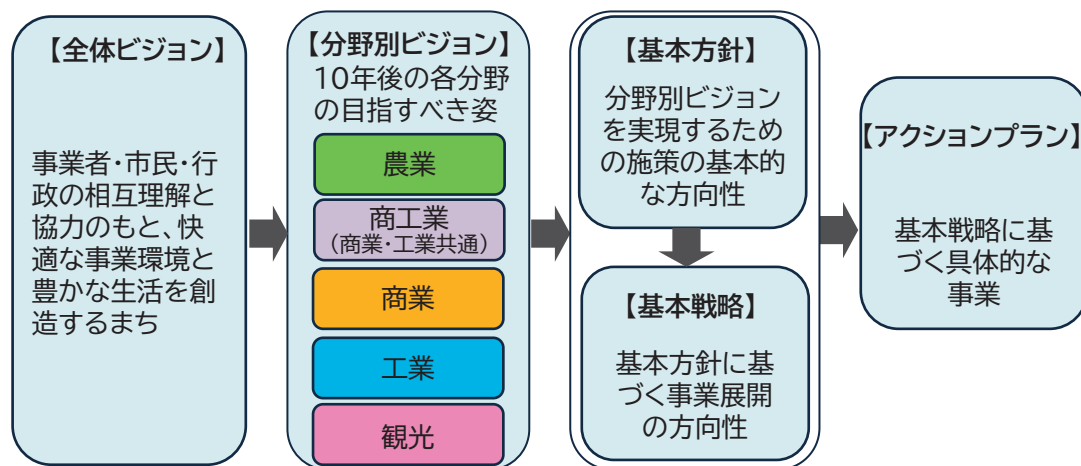 【全体ビジョン】
事業者・市民・行
政の相互理解と
協力のもと、快
適な事業環境と
豊かな生活を創
造するまち
【分野別ビジョン】
10年後の各分野
の目指すべき姿
農業
商工業
（商業・工業共通）
商業
工業
観光
【基本方針】
分野別ビジョン
を実現するため
の施策の基本的
な方向性
【基本戦略】
基本方針に基
づく事業展開
の方向性
【アクションプラン】
基本戦略に基
づく具体的な
事業